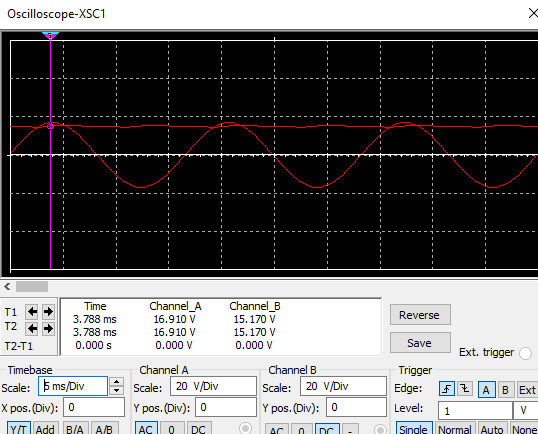 Oscilloscope-XSC1
T1
T2
T2-T1
Time Channel_A Channel_B
3.788 ms 16.910 V 15.170 V
3.788 ms 16.910 V 15.170 V
0.000 s 0.000 V 0.000 V
Reverse
Save
Ext. trigger
Timebase
Scale: 5 ms/Div
X pos.(Div): 0
Y/T Add B/A A/B
Channel A
Scale: 20 V/Div
Y pos.(Div): 0
AC 0 DC
Channel B
Scale: 20 V/Div
Y pos.(Div): 0
AC 0 DC -
Trigger
Edge: A B Ext
Level: 1 V
Single Normal Auto None